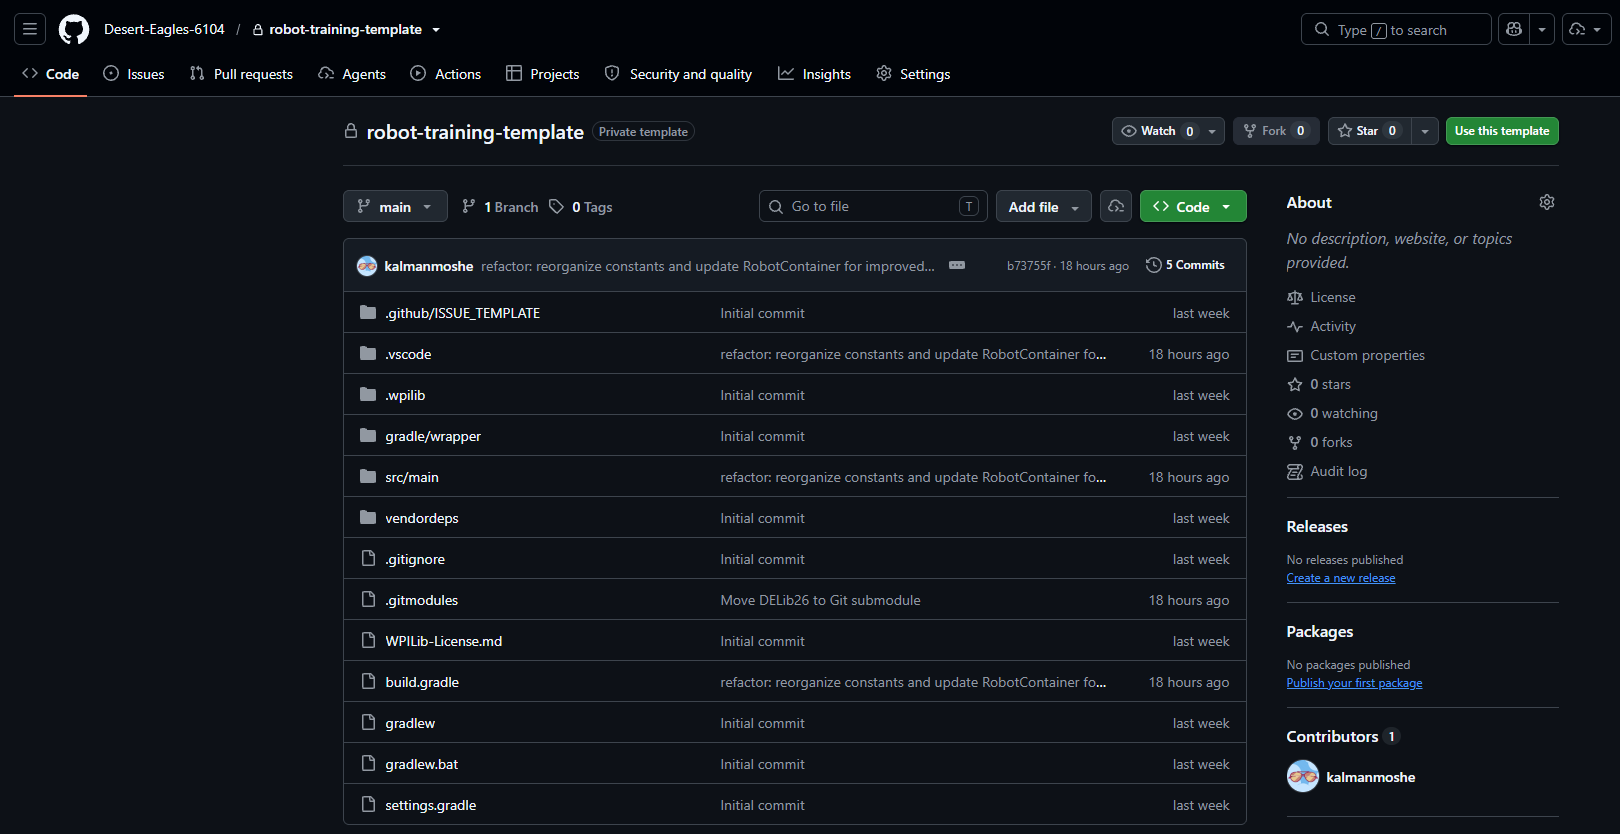 Desert-Eagles-6104 / robot-training-template
Type / to search
Code Issues Pull requests Agents Actions Projects Security and quality Insights Settings
robot-training-template Private template
Watch 0 Fork 0 Star 0 Use this template
main 1 Branch 0 Tags
Go to file T Add file Code
kalmanmoshe refactor: reorganize constants and update RobotContainer for improved... b73755f · 18 hours ago 5 Commits
.github/ISSUE_TEMPLATE Initial commit last week
.vscode refactor: reorganize constants and update RobotContainer fo... 18 hours ago
.wpilib Initial commit last week
gradle/wrapper Initial commit last week
src/main refactor: reorganize constants and update RobotContainer fo... 18 hours ago
vendordeps Initial commit last week
.gitignore Initial commit last week
.gitmodules Move DELib26 to Git submodule 18 hours ago
WPILib-License.md Initial commit last week
build.gradle refactor: reorganize constants and update RobotContainer fo... 18 hours ago
gradlew Initial commit last week
gradlew.bat Initial commit last week
settings.gradle Initial commit last week
About
No description, website, or topics
provided.
License
Activity
Custom properties
0 stars
0 watching
0 forks
Audit log
Releases
No releases published
Create a new release
Packages
No packages published
Publish your first package
Contributors 1
kalmanmoshe